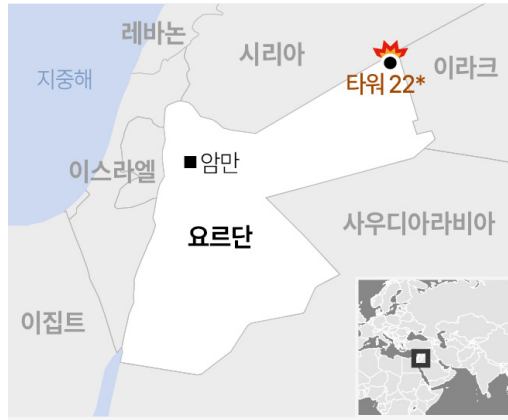 레바논
시리아
이라크
타워 22*
지중해
이스라엘
암만
사우디아라비아
요르단
이집트